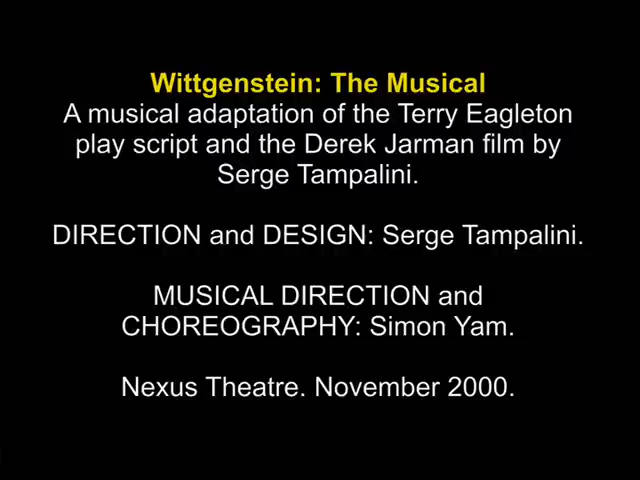 Wittgenstein: The Musical
A musical adaptation of the Terry Eagleton
play script and the Derek Jarman film by
Serge Tampalini.
DIRECTION and DESIGN: Serge Tampalini.
MUSICAL DIRECTION and
CHOREOGRAPHY: Simon Yam.
Nexus Theatre. November 2000.